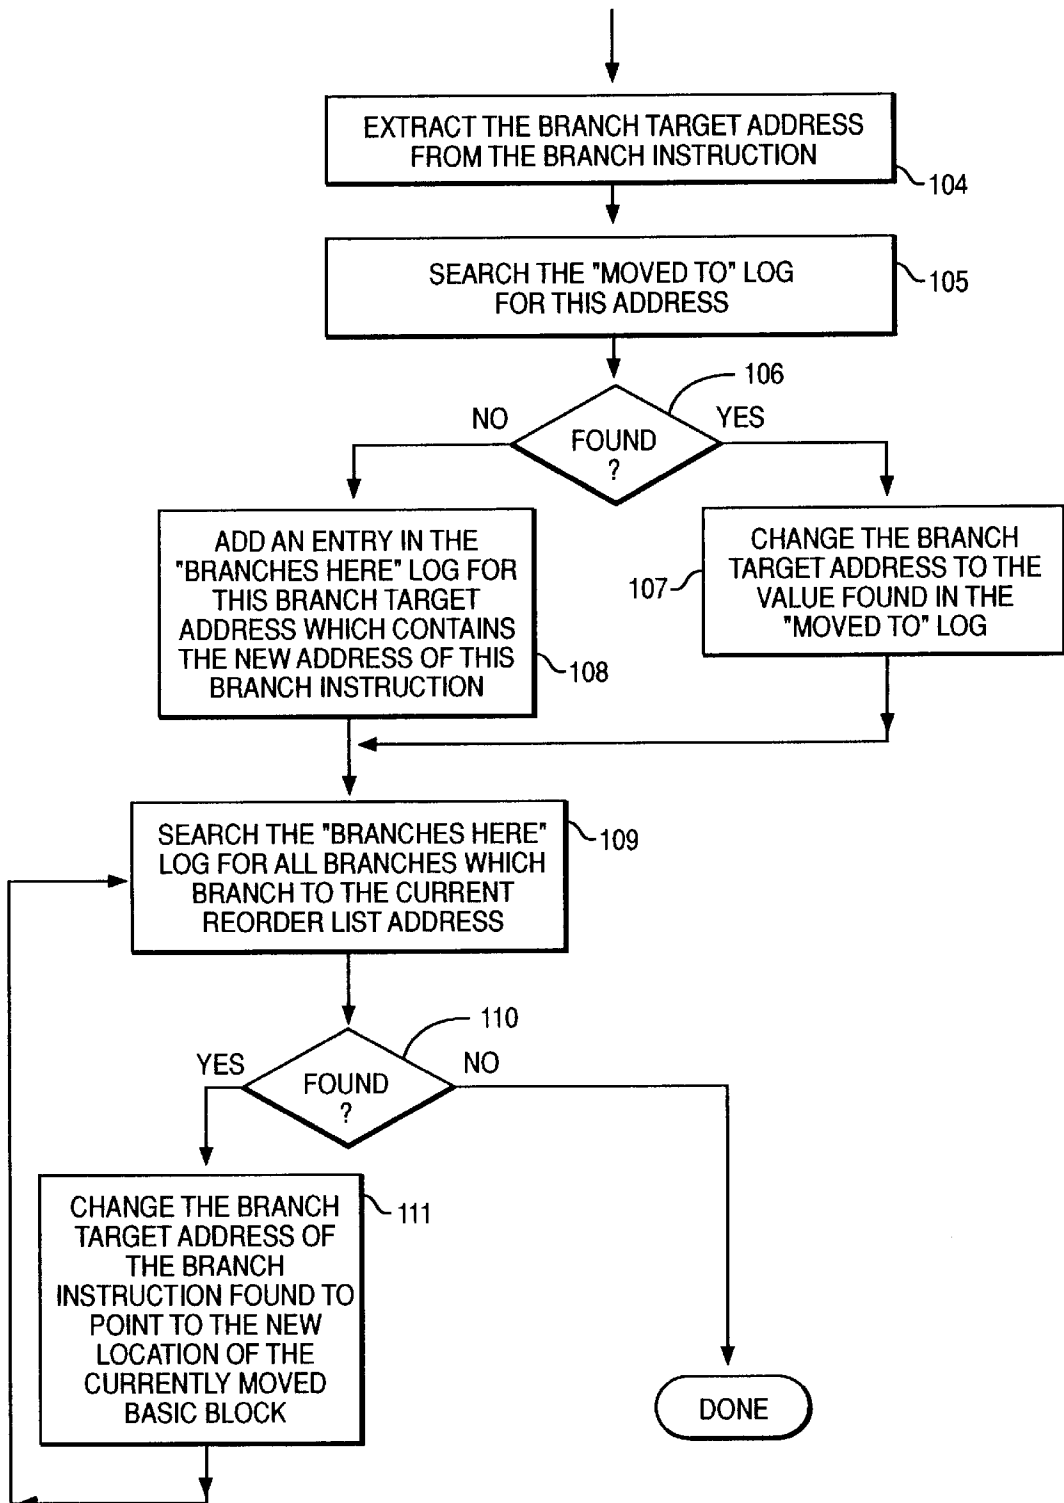 EXTRACT THE BRANCH TARGET ADDRESS
FROM THE BRANCH INSTRUCTION
104
SEARCH THE "MOVED TO" LOG
FOR THIS ADDRESS
105
106
NO
YES
FOUND
?
ADD AN ENTRY IN THE
"BRANCHES HERE" LOG FOR
THIS BRANCH TARGET
ADDRESS WHICH CONTAINS
THE NEW ADDRESS OF THIS
BRANCH INSTRUCTION
108
CHANGE THE BRANCH
TARGET ADDRESS TO THE
VALUE FOUND IN THE
"MOVED TO" LOG
107
SEARCH THE "BRANCHES HERE"
LOG FOR ALL BRANCHES WHICH
BRANCH TO THE CURRENT
REORDER LIST ADDRESS
109
110
YES
NO
FOUND
?
CHANGE THE BRANCH
TARGET ADDRESS OF
THE BRANCH
INSTRUCTION FOUND TO
POINT TO THE NEW
LOCATION OF THE
CURRENTLY MOVED
BASIC BLOCK
111
DONE